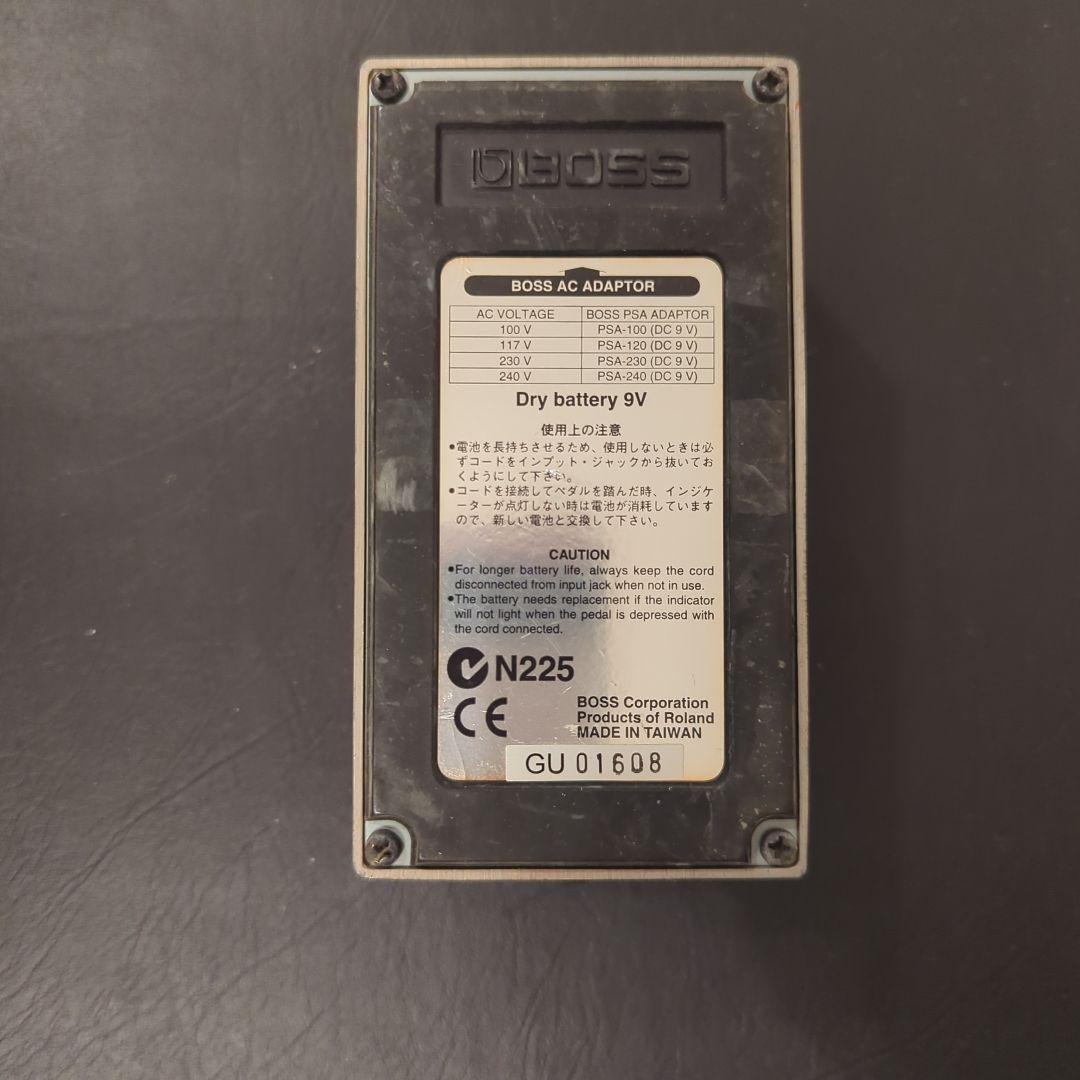 BOSS
BOSS AC ADAPTOR
AC VOLTAGE BOSS PSA ADAPTOR
100 V PSA-100 (DC 9 V)
117 V PSA-120 (DC 9 V)
230 V PSA-230 (DC 9 V)
240 V PSA-240 (DC 9 V)
Dry battery 9V
使用上の注意
●電池を長持ちさせるため、使用しないときは必
ずコードをインプット・ジャックから抜いてお
くようにして下さい。
●コードを接続してペダルを踏んだ時、インジケ
ーターが点灯しない時は電池が消耗しています
ので、新しい電池と交換して下さい。
CAUTION
●For longer battery life, always keep the cord
disconnected from input jack when not in use.
●The battery needs replacement if the indicator
will not light when the pedal is depressed with
the cord connected.
N225
CE
BOSS Corporation
Products of Roland
MADE IN TAIWAN
GU 01608